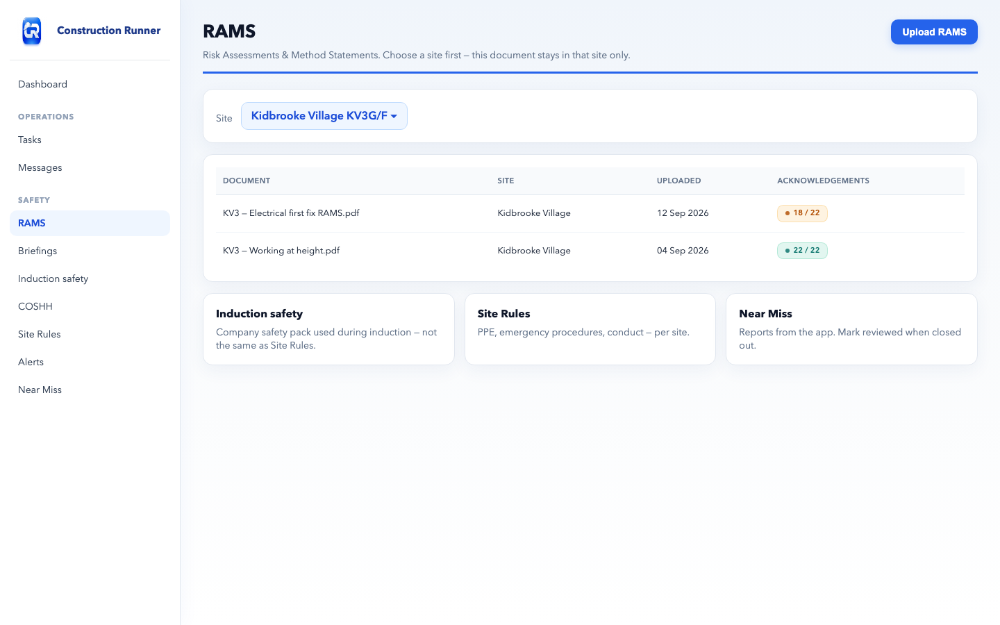 Construction Runner
Dashboard
OPERATIONS
Tasks
Messages
SAFETY
RAMS
Briefings
Induction safety
COSHH
Site Rules
Alerts
Near Miss
RAMS
Upload RAMS
Risk Assessments & Method Statements. Choose a site first – this document stays in that site only.
Site
Kidbrooke Village KV3G/F
DOCUMENT SITE UPLOADED ACKNOWLEDGEMENTS
KV3 – Electrical first fix RAMS.pdf Kidbrooke Village 12 Sep 2026 18 / 22
KV3 – Working at height.pdf Kidbrooke Village 04 Sep 2026 22 / 22
Induction safety
Company safety pack used during induction – not
the same as Site Rules.
Site Rules
PPE, emergency procedures, conduct – per site.
Near Miss
Reports from the app. Mark reviewed when closed
out.